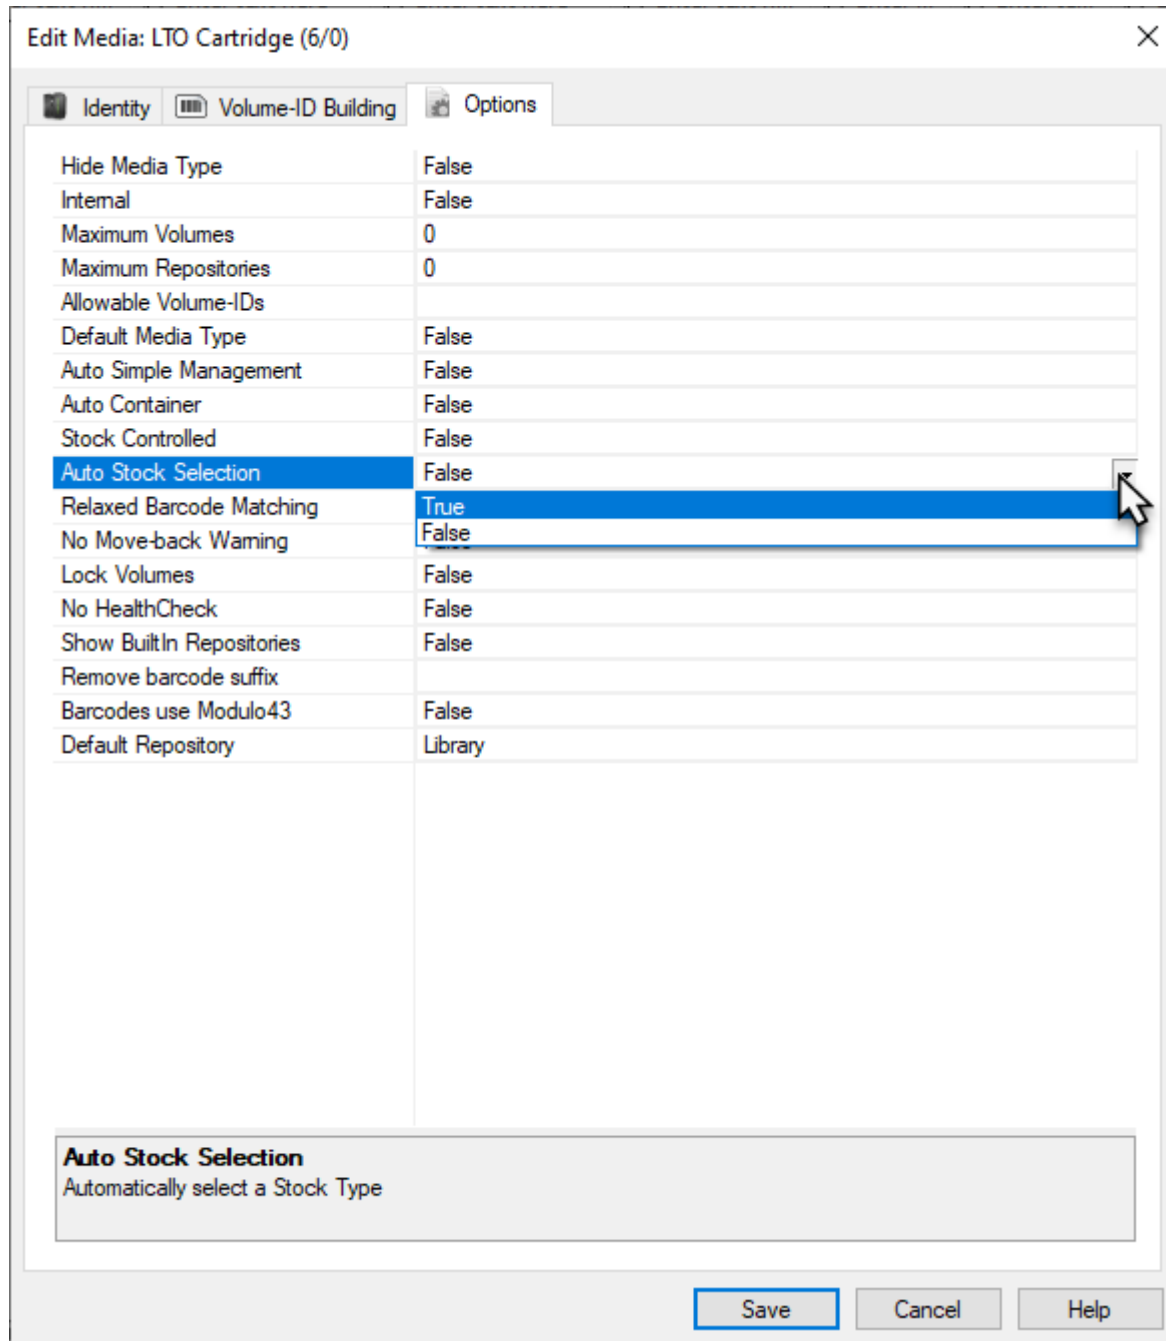 Edit Media: LTO Cartridge (6/0)
Identity Volume-ID Building Options
Hide Media Type False
Internal False
Maximum Volumes 0
Maximum Repositories 0
Allowable Volume-IDs
Default Media Type False
Auto Simple Management False
Auto Container False
Stock Controlled False
Auto Stock Selection False
Relaxed Barcode Matching True
False
No Move-back Warning
Lock Volumes False
No HealthCheck False
Show BuiltIn Repositories False
Remove barcode suffix
Barcodes use Modulo43 False
Default Repository Library
Auto Stock Selection
Automatically select a Stock Type
Save Cancel Help